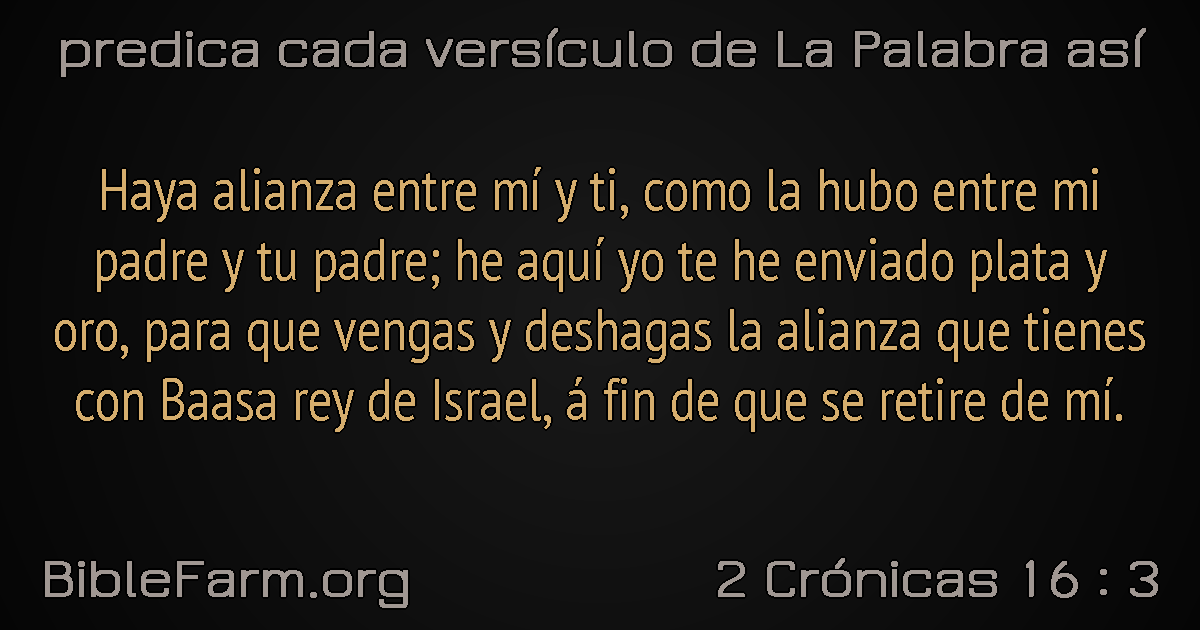 predica cada versículo de La Palabra así
Haya alianza entre mí y ti, como la hubo entre mi
padre y tu padre; he aquí yo te he enviado plata y
oro, para que vengas y deshagas la alianza que tienes
con Baasa rey de Israel, á fin de que se retire de mí.
BibleFarm.org
2 Crónicas 16 : 3